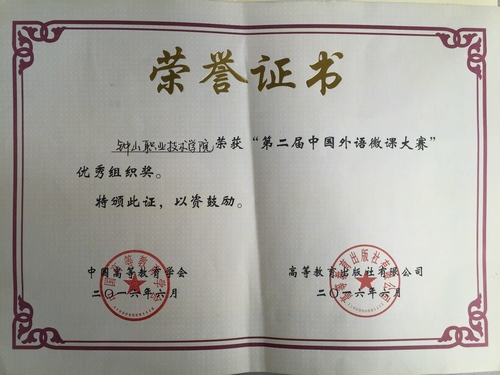 荣誉证书
钟山职业技术学院荣获“第二届中国外语微课大赛”
优秀组织奖。
特颁此证，以资鼓励。
中国高等教育学会
二〇一六年六月
高等教育出版社有限公司
二〇一六年六月